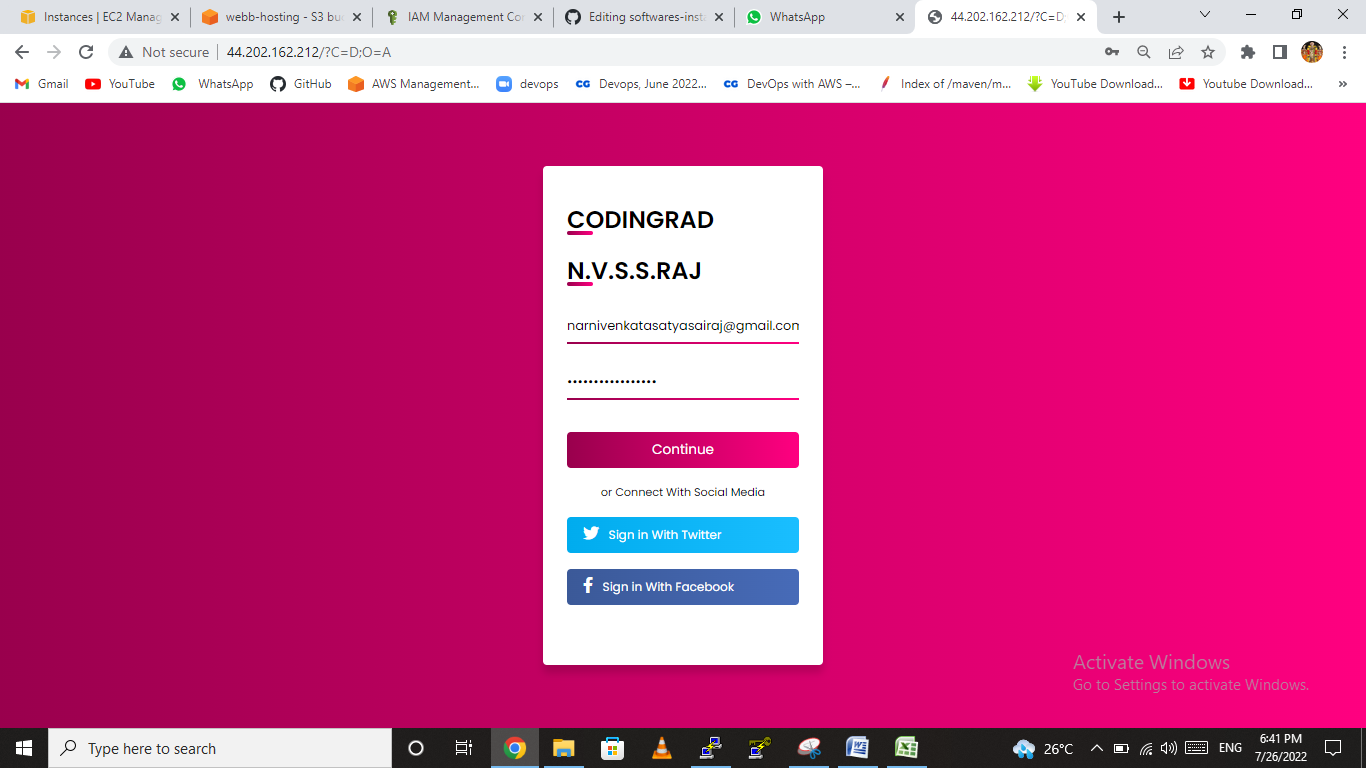 Instances | EC2 Manag
webb-hosting - S3 bu
IAM Management Con
Editing softwares-insta
WhatsApp
44.202.162.212/?C=D;
Not secure
44.202.162.212/?C=D;O=A
Gmail
YouTube
WhatsApp
GitHub
AWS Management...
devops
CG Devops, June 2022...
CG DevOps with AWS –...
Index of /maven/m...
YouTube Download...
Youtube Download...
»
CODINGRAD
N.V.S.S.RAJ
narnivenkatasatyasairaj@gmail.com
•••••••••••••••••
Continue
or Connect With Social Media
Sign in With Twitter
Sign in With Facebook
Activate Windows
Go to Settings to activate Windows.
Type here to search
26°C
ENG
6:41 PM
7/26/2022